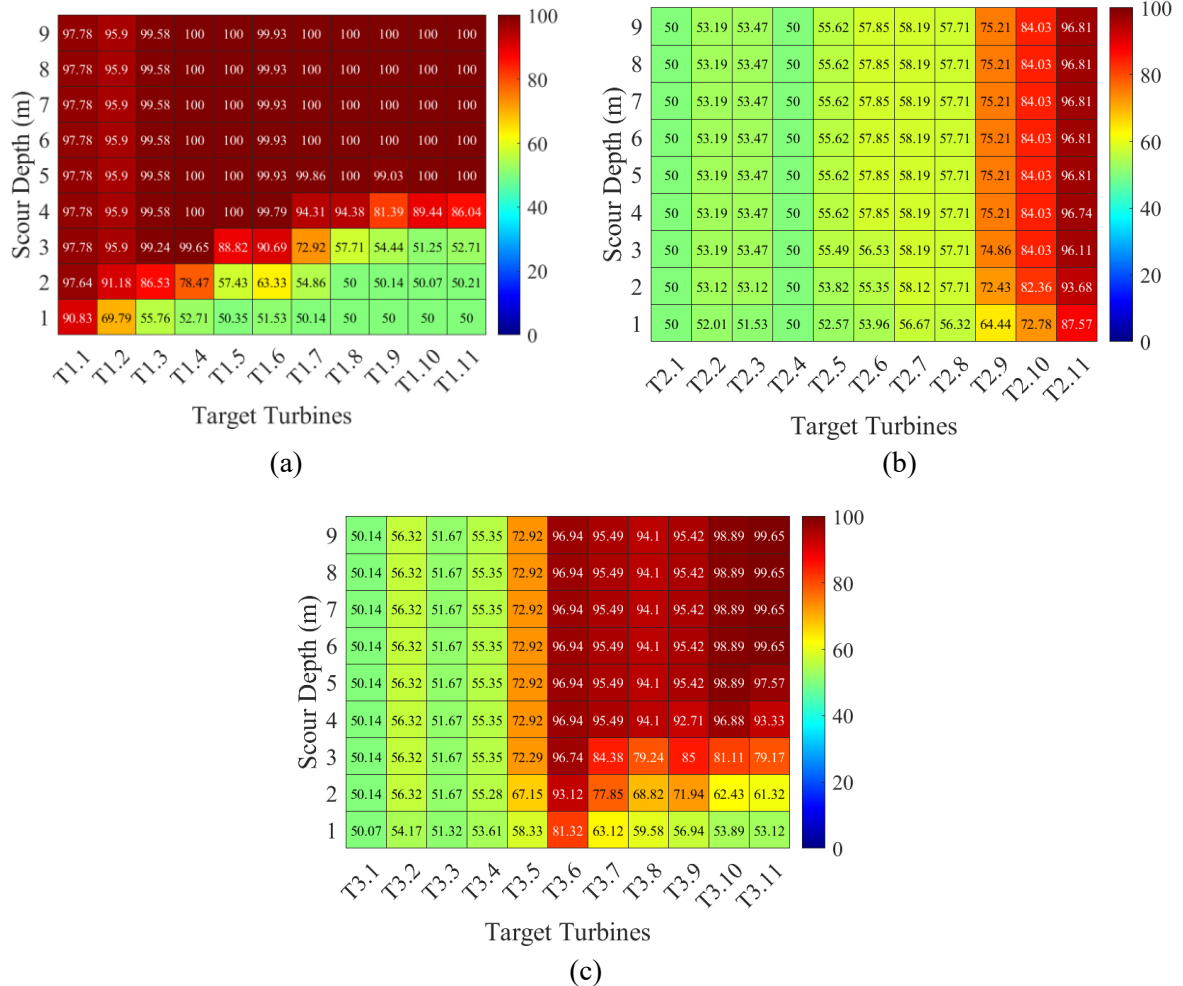 9 97.78 95.9 99.58 100 100 99.93 100 100 100 100 100
8 97.78 95.9 99.58 100 100 99.93 100 100 100 100 100
7 97.78 95.9 99.58 100 100 99.93 100 100 100 100 100
6 97.78 95.9 99.58 100 100 99.93 100 100 100 100 100
5 97.78 95.9 99.58 100 100 99.93 99.86 100 99.03 100 100
4 97.78 95.9 99.58 100 100 99.79 94.31 94.38 81.39 89.44 86.04
3 97.78 95.9 99.24 99.65 88.82 90.69 72.92 57.71 54.44 51.25 52.71
2 97.64 91.18 86.53 78.47 57.43 63.33 54.86 50 50.14 50.07 50.21
1 90.83 69.79 55.76 52.71 50.35 51.53 50.14 50 50 50 50
Scour Depth (m)
T1.1 T1.2 T1.3 T1.4 T1.5 T1.6 T1.7 T1.8 T1.9 T1.10 T1.11
Target Turbines
100
80
60
40
20
0
(a)
9 50 53.19 53.47 50 55.62 57.85 58.19 57.71 75.21 84.03 96.81
8 50 53.19 53.47 50 55.62 57.85 58.19 57.71 75.21 84.03 96.81
7 50 53.19 53.47 50 55.62 57.85 58.19 57.71 75.21 84.03 96.81
6 50 53.19 53.47 50 55.62 57.85 58.19 57.71 75.21 84.03 96.81
5 50 53.19 53.47 50 55.62 57.85 58.19 57.71 75.21 84.03 96.81
4 50 53.19 53.47 50 55.62 57.85 58.19 57.71 75.21 84.03 96.74
3 50 53.19 53.47 50 55.49 56.53 58.19 57.71 74.86 84.03 96.11
2 50 53.12 53.12 50 53.82 55.35 58.12 57.71 72.43 82.36 93.68
1 50 52.01 51.53 50 52.57 53.96 56.67 56.32 64.44 72.78 87.57
Scour Depth (m)
T2.1 T2.2 T2.3 T2.4 T2.5 T2.6 T2.7 T2.8 T2.9 T2.10 T2.11
Target Turbines
100
80
60
40
20
0
(b)
9 50.14 56.32 51.67 55.35 72.92 96.94 95.49 94.1 95.42 98.89 99.65
8 50.14 56.32 51.67 55.35 72.92 96.94 95.49 94.1 95.42 98.89 99.65
7 50.14 56.32 51.67 55.35 72.92 96.94 95.49 94.1 95.42 98.89 99.65
6 50.14 56.32 51.67 55.35 72.92 96.94 95.49 94.1 95.42 98.89 99.65
5 50.14 56.32 51.67 55.35 72.92 96.94 95.49 94.1 95.42 98.89 97.57
4 50.14 56.32 51.67 55.35 72.92 96.94 95.49 94.1 92.71 96.88 93.33
3 50.14 56.32 51.67 55.35 72.29 96.74 84.38 79.24 85 81.11 79.17
2 50.14 56.32 51.67 55.28 67.15 93.12 77.85 68.82 71.94 62.43 61.32
1 50.07 54.17 51.32 53.61 58.33 81.32 63.12 59.58 56.94 53.89 53.12
Scour Depth (m)
T3.1 T3.2 T3.3 T3.4 T3.5 T3.6 T3.7 T3.8 T3.9 T3.10 T3.11
Target Turbines
100
80
60
40
20
0
(c)